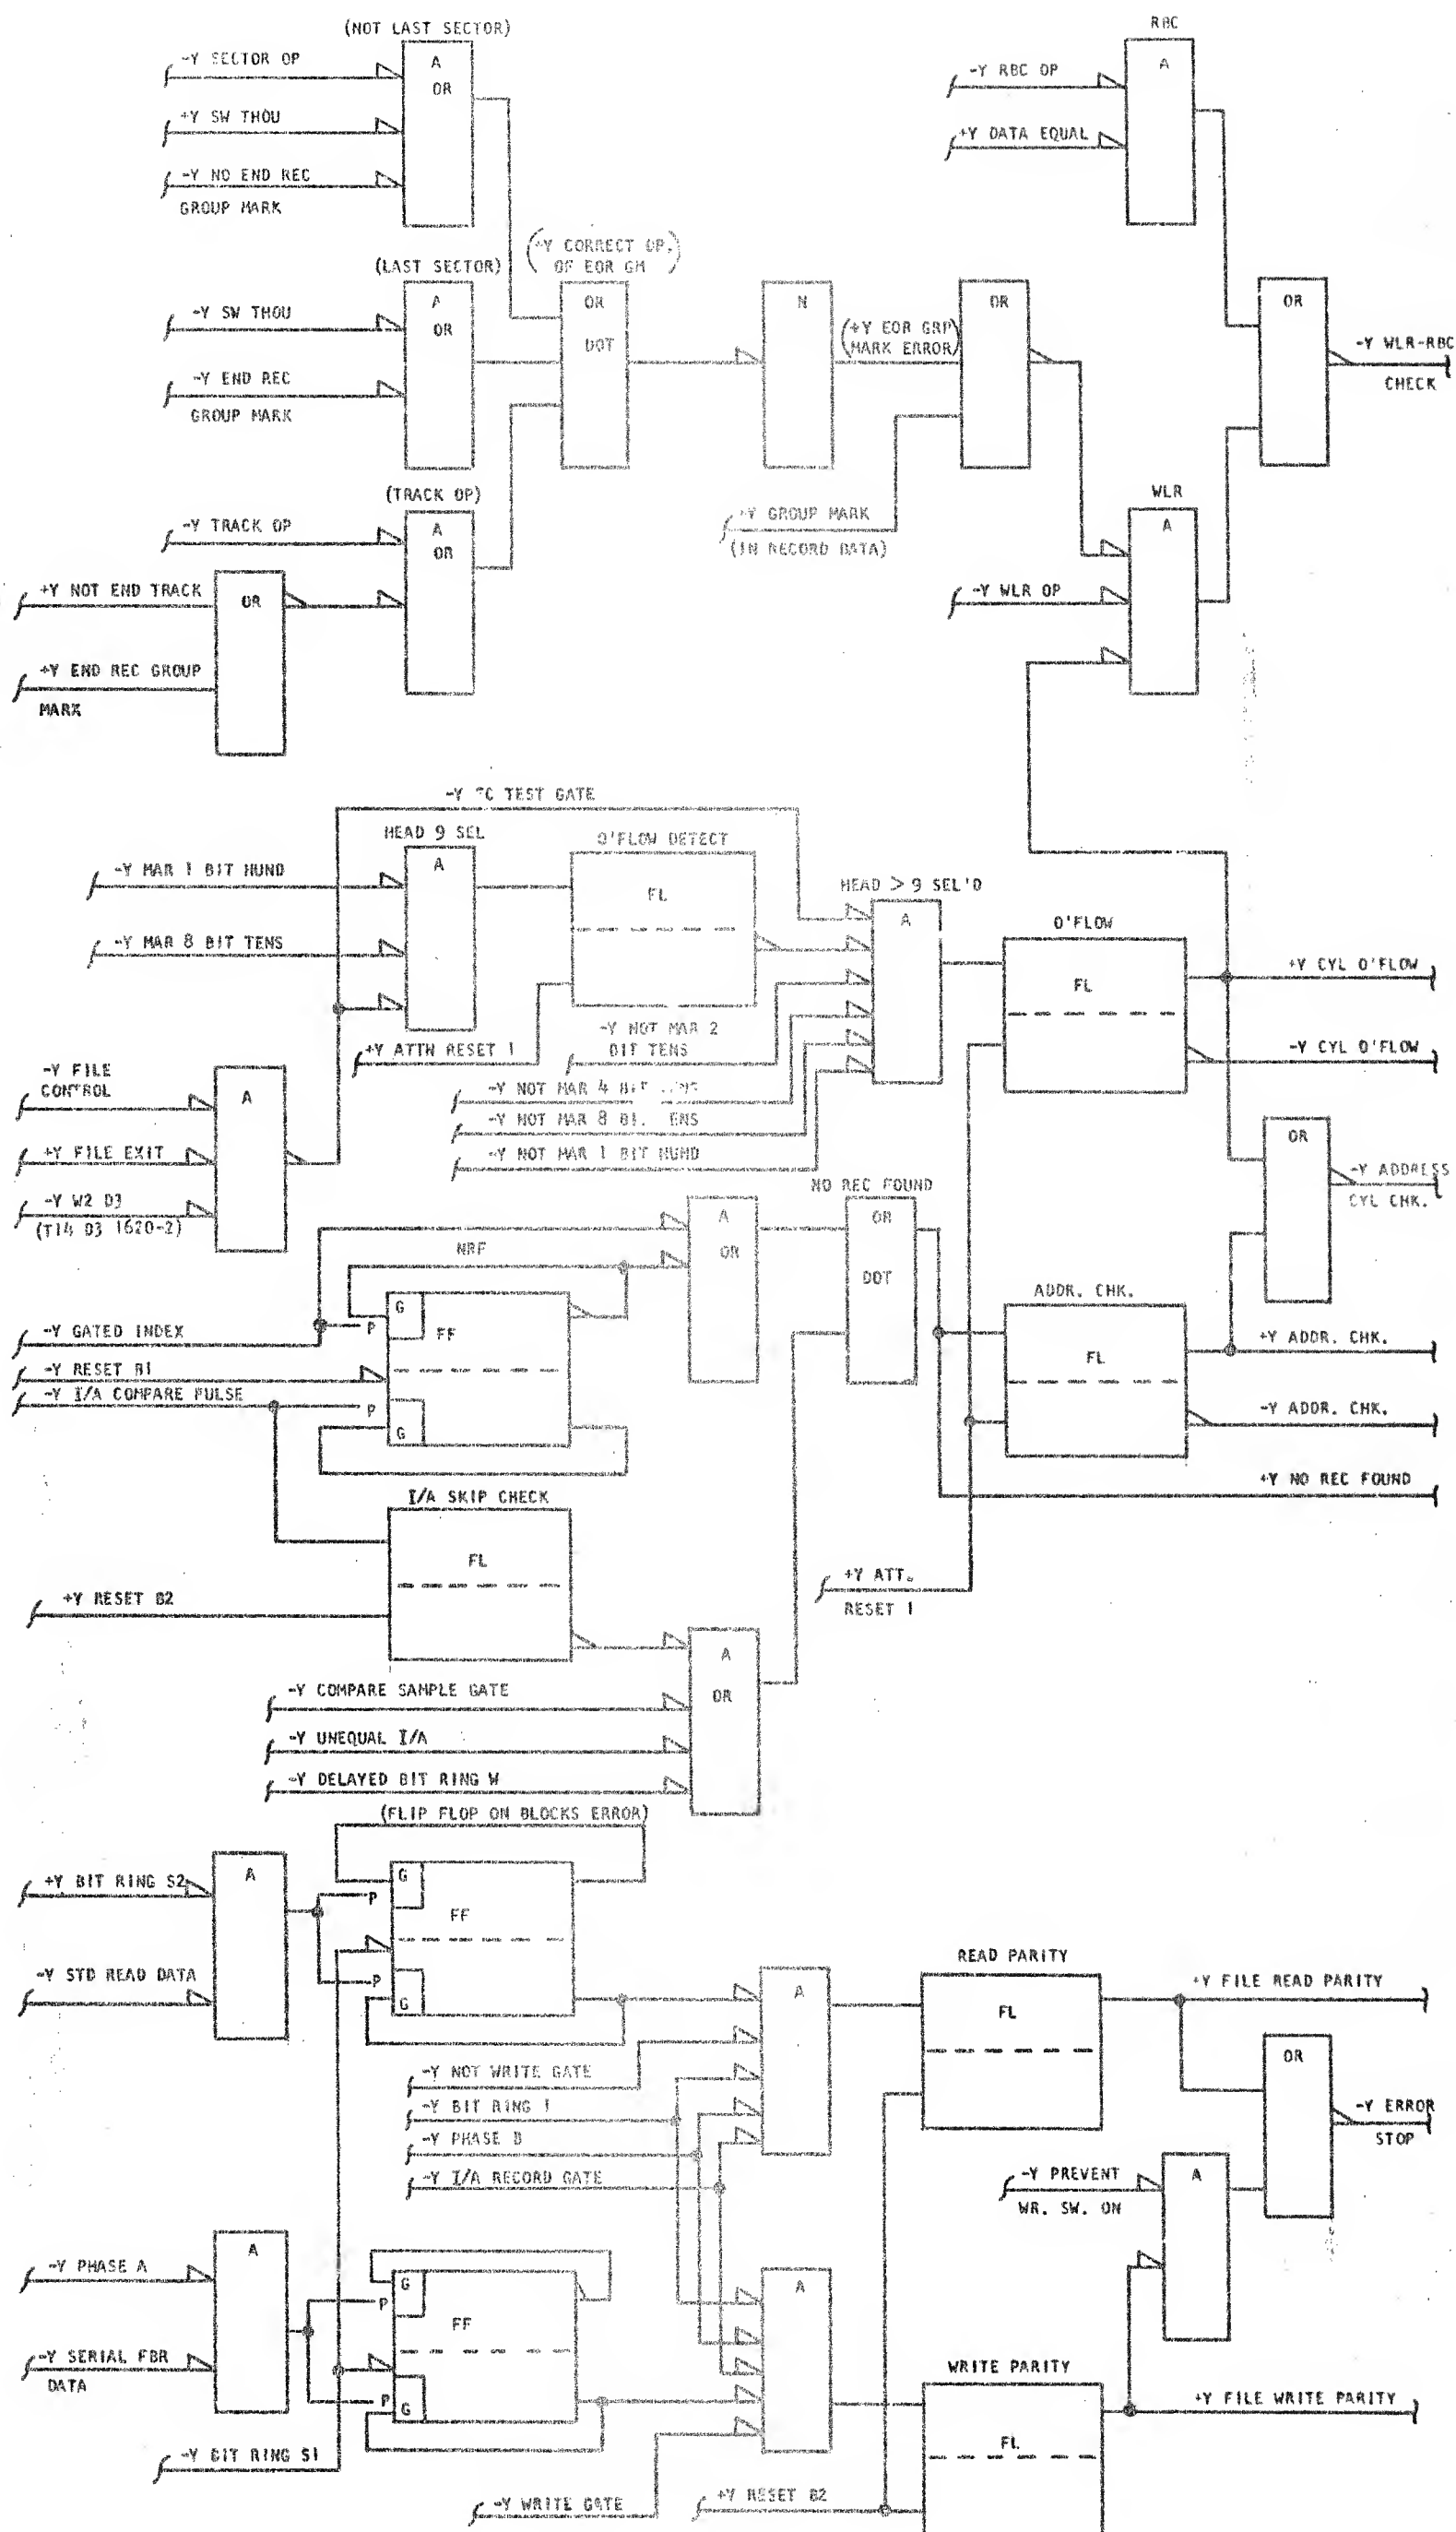 (NOT LAST SECTOR)
-Y SECTOR OP
A
OR
+Y SW THOU
-Y NO END REC
GROUP MARK
RBC
-Y RBC OP
A
+Y DATA EQUAL
(LAST SECTOR)
-Y SW THOU
A
OR
-Y END REC
GROUP MARK
(+Y CORRECT OP.
OF EOR GM)
OR
DOT
N
(+Y EOR GRP
MARK ERROR)
OR
OR
-Y WLR-RBC
CHECK
(TRACK OP)
-Y TRACK OP
A
OR
+Y NOT END TRACK
OR
+Y END REC GROUP
MARK
+Y GROUP MARK
(IN RECORD DATA)
WLR
A
-Y WLR OP
-Y TEST GATE
HEAD 9 SEL
A
-Y MAR 1 BIT HUND
-Y MAR 8 BIT TENS
O'FLOW DETECT
FL
+Y ATTN RESET 1
HEAD > 9 SEL'D
A
-Y NOT MAR 2
BIT TENS
-Y NOT MAR 4 BIT
-Y NOT MAR 8
-Y NOT MAR 1 BIT HUND
O'FLOW
FL
+Y CYL O'FLOW
-Y CYL O'FLOW
-Y FILE
CONTROL
A
+Y FILE EXIT
-Y W2 D3
(T14 D3 1620-2)
OR
-Y ADDRESS
CYL CHK.
NO REC FOUND
A
OR
OR
DOT
NRF
G
P
FF
-Y GATED INDEX
-Y RESET B1
-Y I/A COMPARE PULSE
P
G
ADDR. CHK.
FL
+Y ADDR. CHK.
-Y ADDR. CHK.
+Y NO REC FOUND
I/A SKIP CHECK
FL
+Y RESET B2
+Y ATT.
RESET 1
A
OR
-Y COMPARE SAMPLE GATE
-Y UNEQUAL I/A
-Y DELAYED BIT RING W
(FLIP FLOP ON BLOCKS ERROR)
+Y BIT RING S2
A
G
P
FF
P
G
-Y STD READ DATA
A
READ PARITY
FL
+Y FILE READ PARITY
OR
-Y ERROR
STOP
-Y NOT WRITE GATE
-Y BIT RING 1
-Y PHASE B
-Y I/A RECORD GATE
-Y PREVENT
WR. SW. ON
A
-Y PHASE A
A
G
P
FF
P
G
-Y SERIAL FBR
DATA
A
WRITE PARITY
FL
+Y FILE WRITE PARITY
-Y BIT RING S1
-Y WRITE GATE
+Y RESET B2